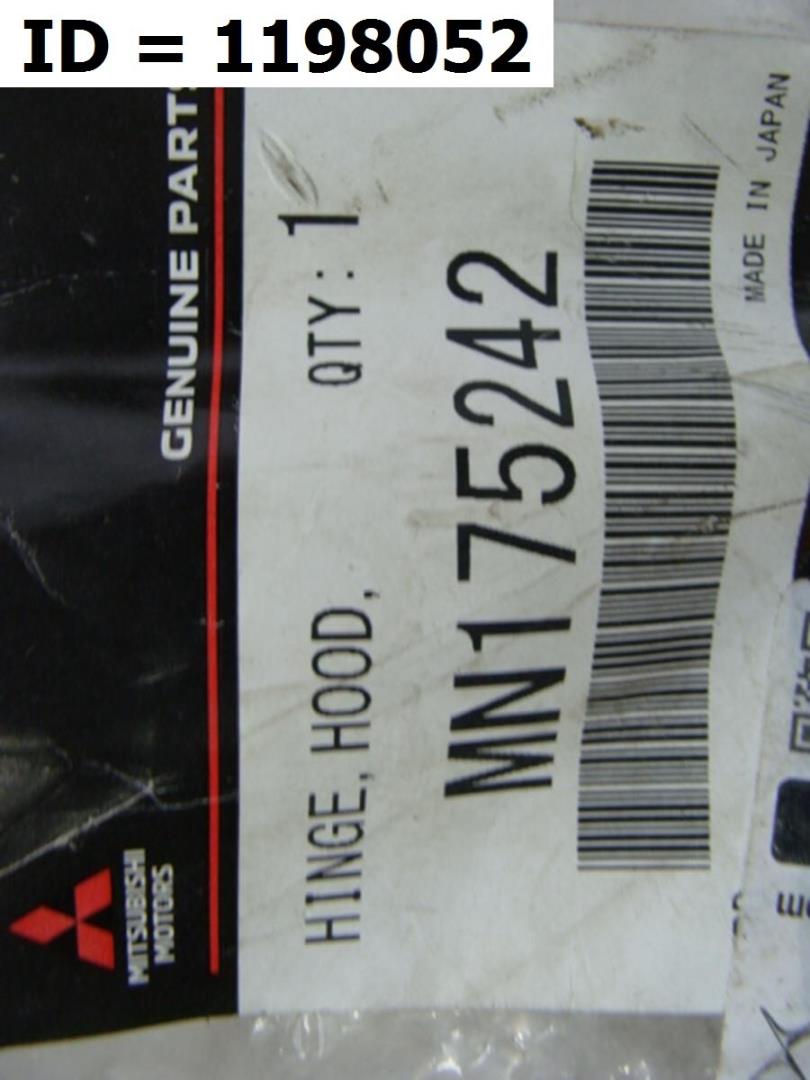 ID = 1198052
GENUINE PARTS
MITSUBISHI
MOTORS
HINGE, HOOD, QTY: 1
MN175242
MADE IN JAPAN